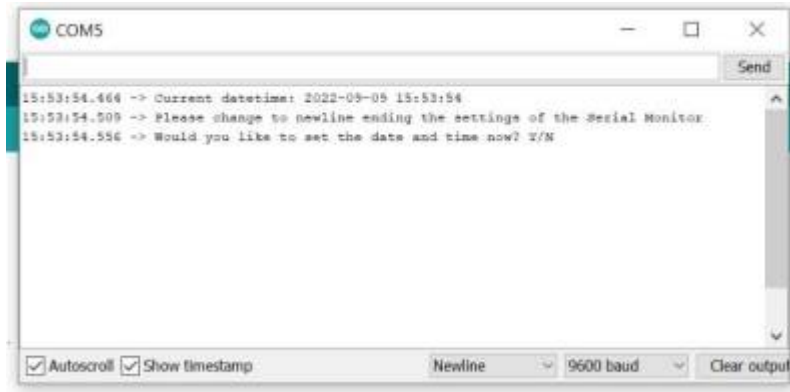 COM5
Send
15:53:54.464 -> Current datetime: 2022-09-09 15:53:54
15:53:54.509 -> Please change to newline ending the settings of the Serial Monitor
15:53:54.556 -> Would you like to set the date and time now? Y/N
Autoscroll Show timestamp Newline 9600 baud Clear output